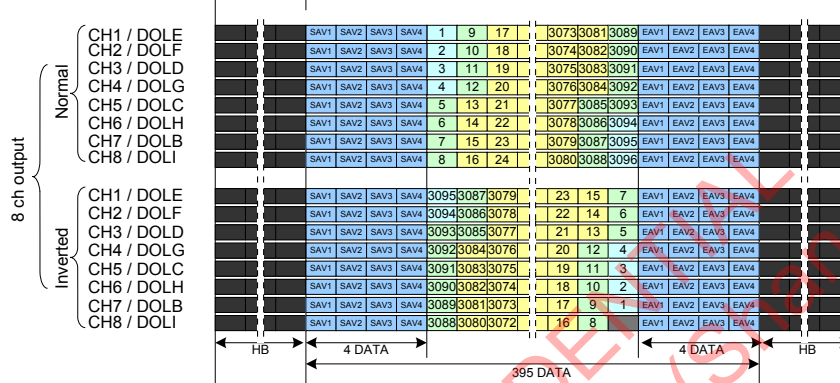 8 ch output
Normal
CH1 / DOLE SAV1 SAV2 SAV3 SAV4 1 9 17 3073 3081 3089 EAV1 EAV2 EAV3 EAV4
CH2 / DOLF SAV1 SAV2 SAV3 SAV4 2 10 18 3074 3082 3090 EAV1 EAV2 EAV3 EAV4
CH3 / DOLD SAV1 SAV2 SAV3 SAV4 3 11 19 3075 3083 3091 EAV1 EAV2 EAV3 EAV4
CH4 / DOLG SAV1 SAV2 SAV3 SAV4 4 12 20 3076 3084 3092 EAV1 EAV2 EAV3 EAV4
CH5 / DOLC SAV1 SAV2 SAV3 SAV4 5 13 21 3077 3085 3093 EAV1 EAV2 EAV3 EAV4
CH6 / DOLH SAV1 SAV2 SAV3 SAV4 6 14 22 3078 3086 3094 EAV1 EAV2 EAV3 EAV4
CH7 / DOLB SAV1 SAV2 SAV3 SAV4 7 15 23 3079 3087 3095 EAV1 EAV2 EAV3 EAV4
CH8 / DOLI SAV1 SAV2 SAV3 SAV4 8 16 24 3080 3088 3096 EAV1 EAV2 EAV3 EAV4
Inverted
CH1 / DOLE SAV1 SAV2 SAV3 SAV4 3095 3087 3079 23 15 7 EAV1 EAV2 EAV3 EAV4
CH2 / DOLF SAV1 SAV2 SAV3 SAV4 3094 3086 3078 22 14 6 EAV1 EAV2 EAV3 EAV4
CH3 / DOLD SAV1 SAV2 SAV3 SAV4 3093 3085 3077 21 13 5 EAV1 EAV2 EAV3 EAV4
CH4 / DOLG SAV1 SAV2 SAV3 SAV4 3092 3084 3076 20 12 4 EAV1 EAV2 EAV3 EAV4
CH5 / DOLC SAV1 SAV2 SAV3 SAV4 3091 3083 3075 19 11 3 EAV1 EAV2 EAV3 EAV4
CH6 / DOLH SAV1 SAV2 SAV3 SAV4 3090 3082 3074 18 10 2 EAV1 EAV2 EAV3 EAV4
CH7 / DOLB SAV1 SAV2 SAV3 SAV4 3089 3081 3073 17 9 1 EAV1 EAV2 EAV3 EAV4
CH8 / DOLI SAV1 SAV2 SAV3 SAV4 3088 3080 3072 16 8 EAV1 EAV2 EAV3 EAV4
HB 4 DATA 4 DATA HB
395 DATA